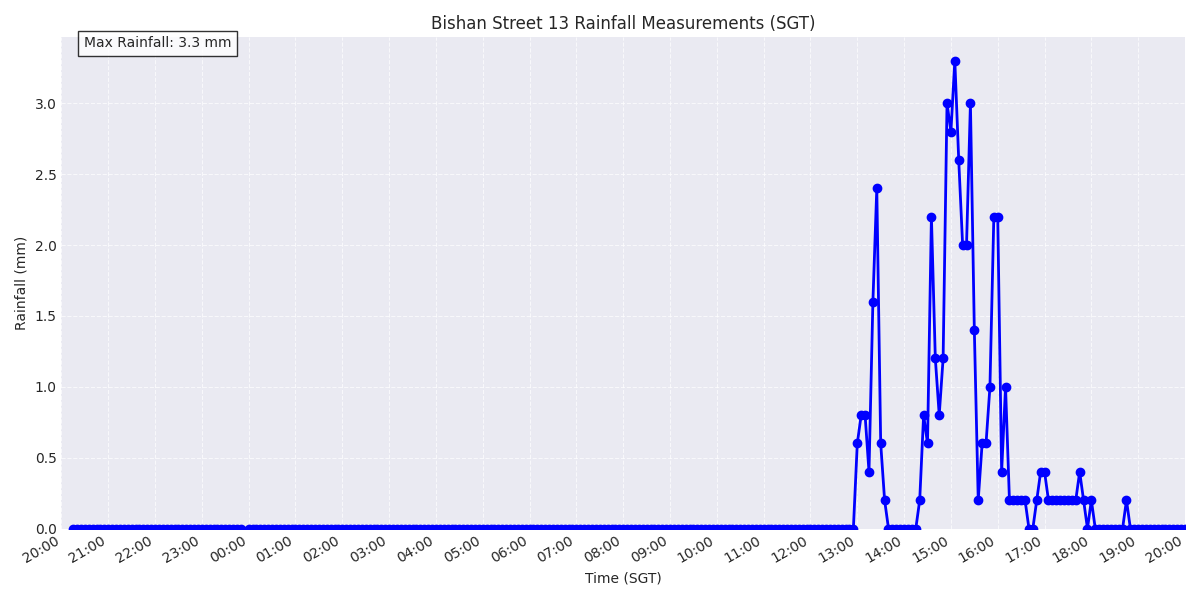 Bishan Street 13 Rainfall Measurements (SGT)
Max Rainfall: 3.3 mm
Rainfall (mm)
3.0
2.5
2.0
1.5
1.0
0.5
0.0
20:00 21:00 22:00 23:00 00:00 01:00 02:00 03:00 04:00 05:00 06:00 07:00 08:00 09:00 10:00 11:00 12:00 13:00 14:00 15:00 16:00 17:00 18:00 19:00 20:00
Time (SGT)